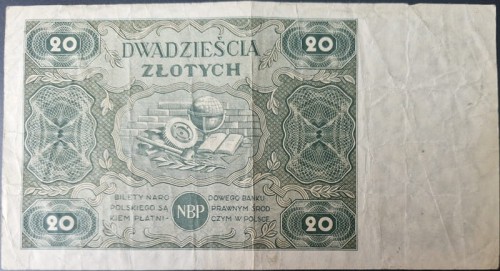 20 DWADZIEŚCIA 20
ZŁOTYCH
BILETY NARO DOWEGO BANKU
POLSKIEGO SĄ NBP PRAWNYM ŚROD
KIEM PŁATNI- CZYM W POLSCE
20 20